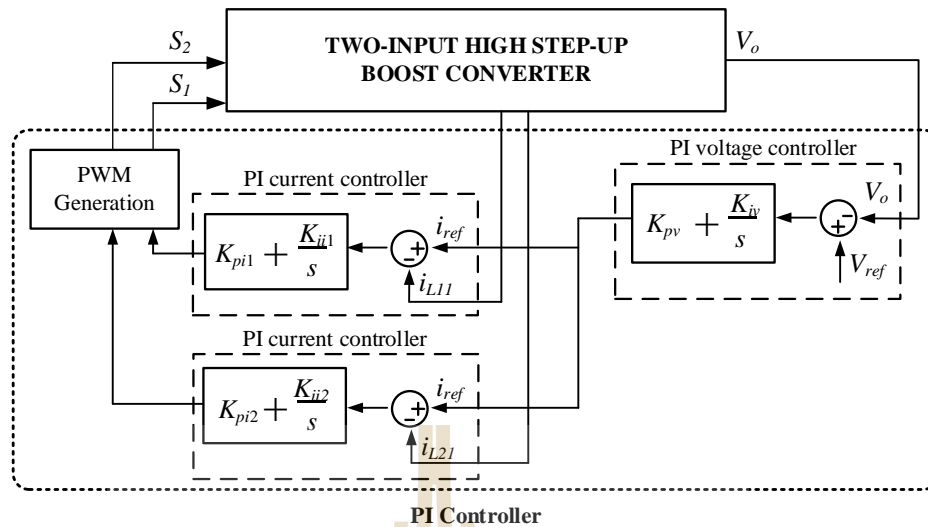 S2
S1
TWO-INPUT HIGH STEP-UP
BOOST CONVERTER
Vo
PWM
Generation
PI current controller
Kpi1 + Kii1/s
- +
iref
iL11
PI voltage controller
Kpv + Kiv/s
- +
Vo
Vref
PI current controller
Kpi2 + Kii2/s
- +
iref
iL21
PI Controller